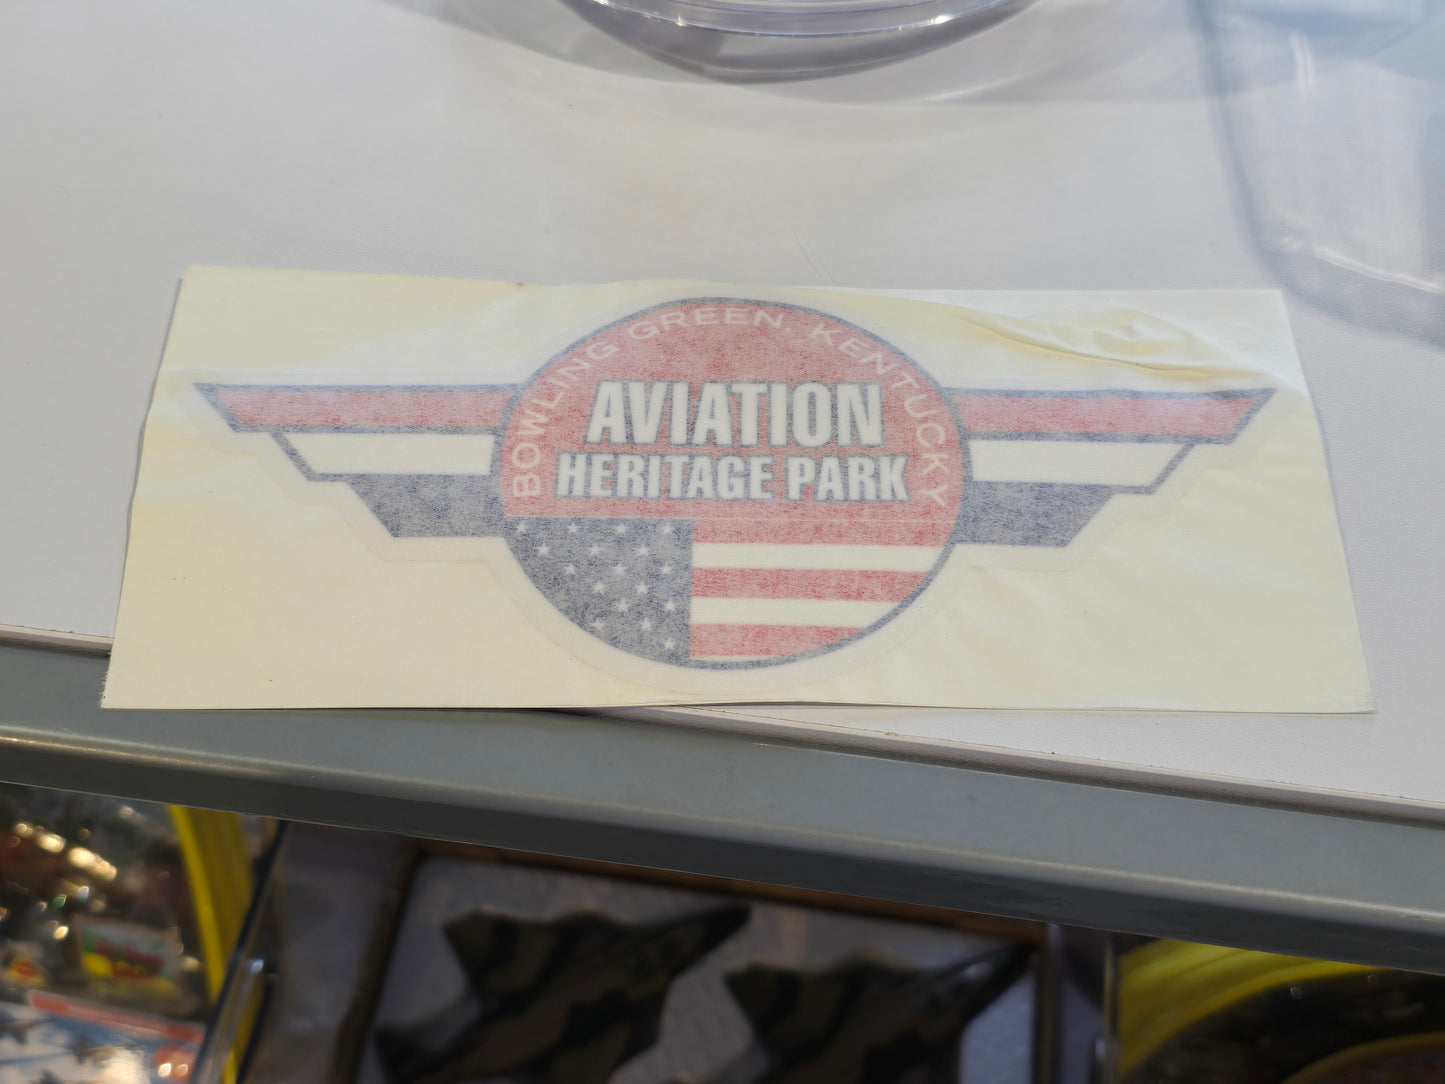 BOWLING GREEN, KENTUCKY
AVIATION
HERITAGE PARK